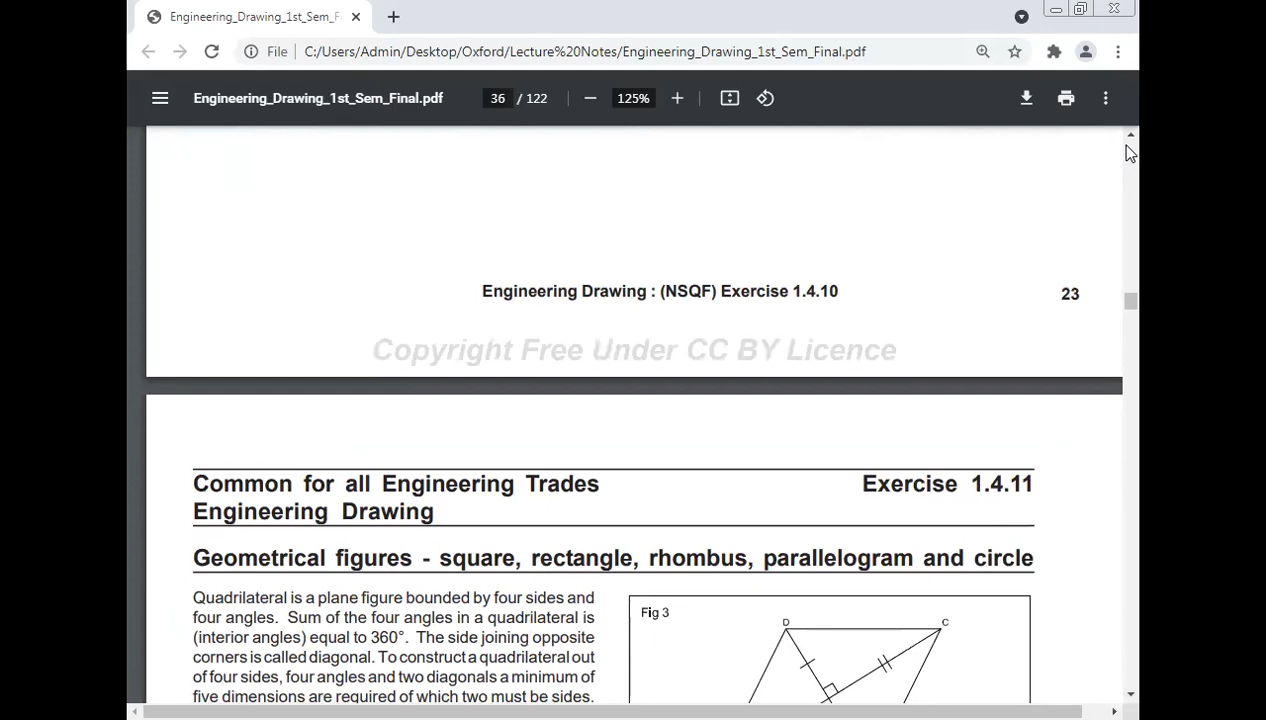 Engineering_Drawing_1st_Sem_Fi
File C:/Users/Admin/Desktop/Oxford/Lecture%20Notes/Engineering_Drawing_1st_Sem_Final.pdf
Engineering_Drawing_1st_Sem_Final.pdf 36 / 122 125%
Engineering Drawing : (NSQF) Exercise 1.4.10 23
Copyright Free Under CC BY Licence
Common for all Engineering Trades Exercise 1.4.11
Engineering Drawing
Geometrical figures - square, rectangle, rhombus, parallelogram and circle
Quadrilateral is a plane figure bounded by four sides and
four angles. Sum of the four angles in a quadrilateral is
(interior angles) equal to 360°. The side joining opposite
corners is called diagonal. To construct a quadrilateral out
of four sides, four angles and two diagonals a minimum of
five dimensions are required of which two must be sides.
Fig 3
D C